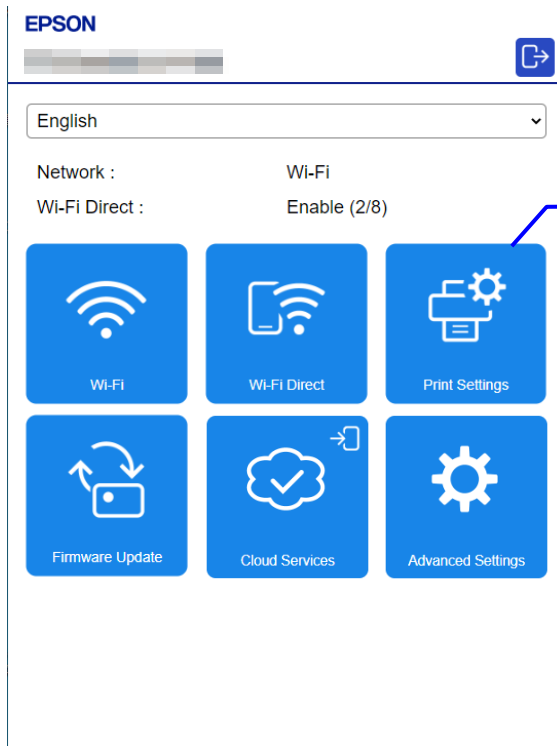 EPSON
English
Network : Wi-Fi
Wi-Fi Direct : Enable (2/8)
Wi-Fi Wi-Fi Direct Print Settings
Firmware Update Cloud Services Advanced Settings